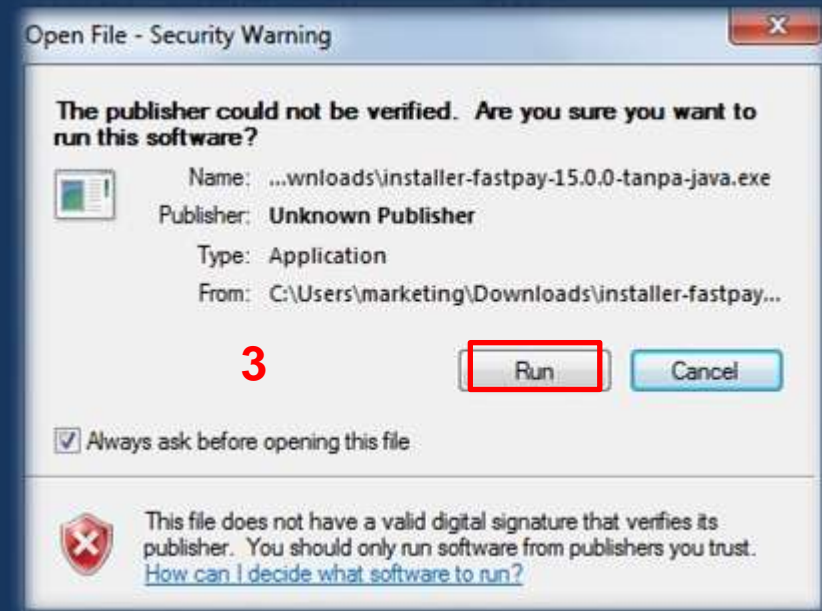 Open File - Security Warning
The publisher could not be verified. Are you sure you want to
run this software?
Name: ...wnloads\installer-fastpay-15.0.0-tanpa-java.exe
Publisher: Unknown Publisher
Type: Application
From: C:\Users\marketing\Downloads\installer-fastpay...
3
Run Cancel
Always ask before opening this file
This file does not have a valid digital signature that verifies its
publisher. You should only run software from publishers you trust.
How can I decide what software to run?